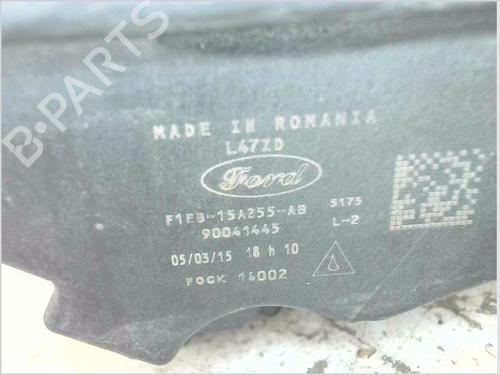 B-PARTS
MADE IN ROMANIA
L47ZD
Ford
F1EB-15A255-AB 5175
90041445 L-2
05/03/15 18 h 10
FOCK 14002